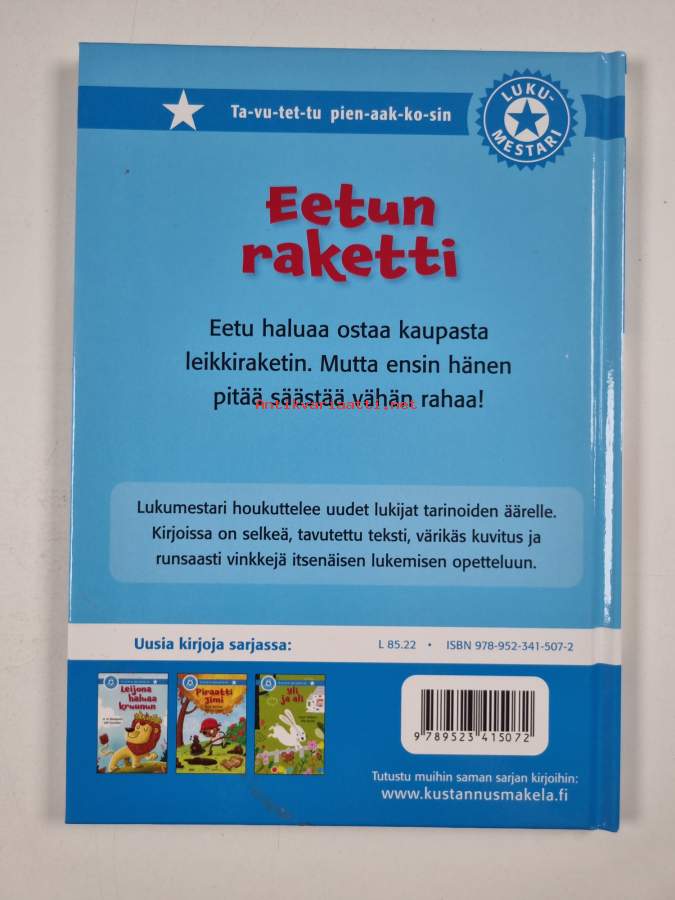 Ta-vu-tet-tu pien-aak-ko-sin
LUKU-
MESTARI
Eetun
raketti
Eetu haluaa ostaa kaupasta
leikkiraketin. Mutta ensin hänen
pitää säästää vähän rahaa!
Antikvariaatti.net
Lukumestari houkuttelee uudet lukijat tarinoiden äärelle.
Kirjoissa on selkeä, tavutettu teksti, värikäs kuvitus ja
runsaasti vinkkejä itsenäisen lukemisen opetteluun.
Uusia kirjoja sarjassa:
L 85.22 • ISBN 978-952-341-507-2
Leijona
haluaa
kruunun
Piraatti
Jimi
Yli
ja ali
9 789523 415072
Tutustu muihin saman sarjan kirjoihin:
www.kustannusmakela.fi